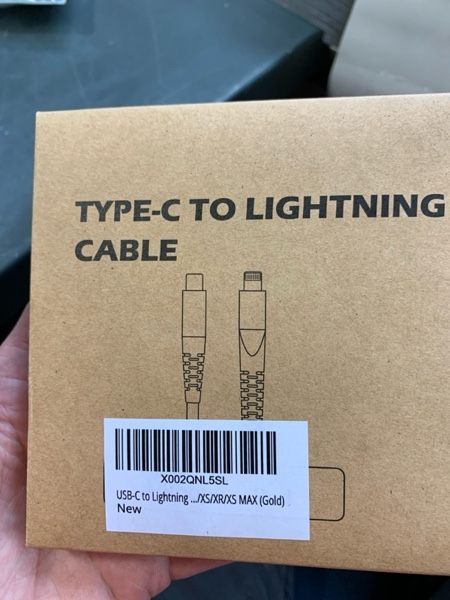 TYPE-C TO LIGHTNING
CABLE
X002QNL5SL
USB-C to Lightning .../XS/XR/XS MAX (Gold)
New